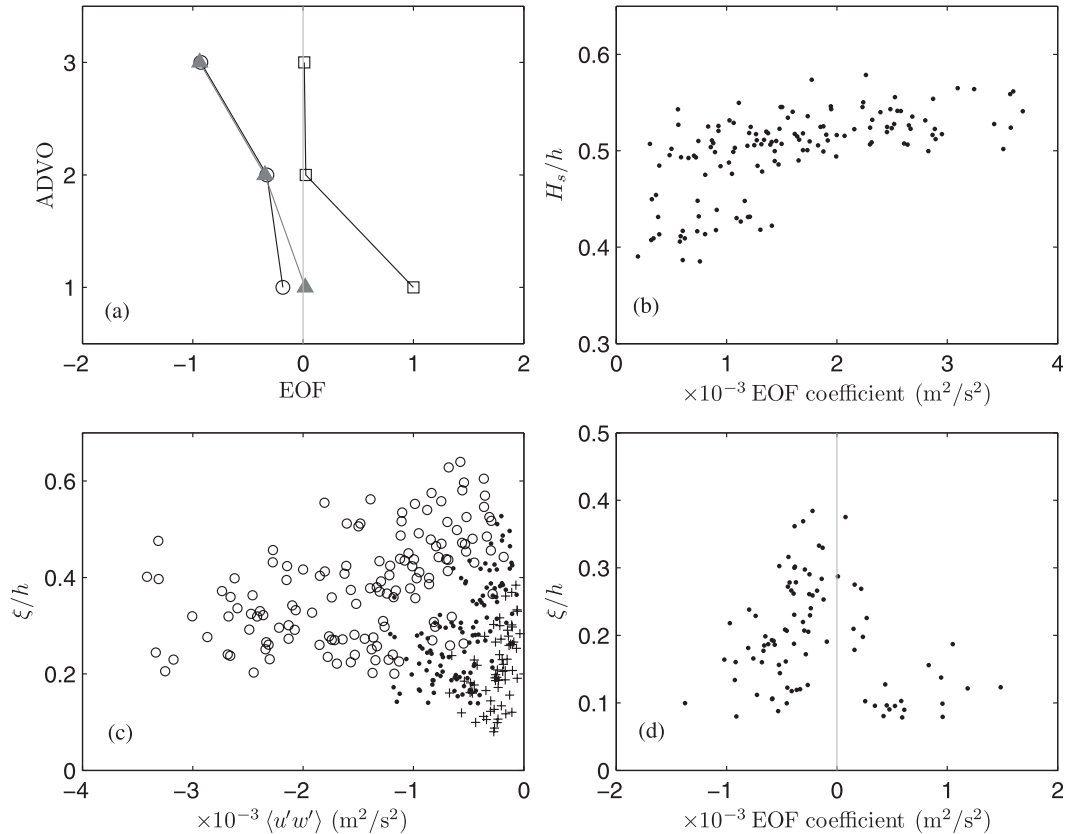 3
2
1
ADVO
(a)
−2 −1 0 1 2
EOF
0.6
0.5
0.4
0.3
H_s/h
(b)
0 1 2 3 4
×10⁻³ EOF coefficient (m²/s²)
0.6
0.4
0.2
0
ξ/h
(c)
−4 −3 −2 −1 0
×10⁻³ ⟨u′w′⟩ (m²/s²)
0.5
0.4
0.3
0.2
0.1
0
ξ/h
(d)
−2 −1 0 1 2
×10⁻³ EOF coefficient (m²/s²)